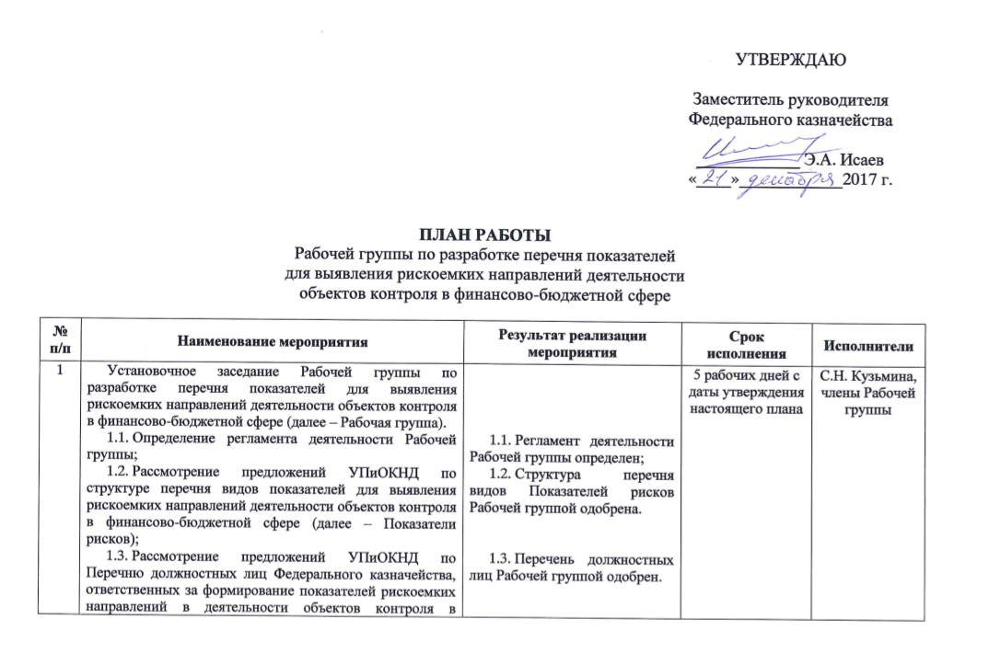 УТВЕРЖДАЮ
Заместитель руководителя
Федерального казначейства
Э.А. Исаев
«21» декабря 2017 г.
ПЛАН РАБОТЫ
Рабочей группы по разработке перечня показателей
для выявления рискоемких направлений деятельности
объектов контроля в финансово-бюджетной сфере
№
п/п
Наименование мероприятия
Результат реализации
мероприятия
Срок
исполнения
Исполнители
1
Установочное заседание Рабочей группы по
разработке перечня показателей для выявления
рискоемких направлений деятельности объектов контроля
в финансово-бюджетной сфере (далее – Рабочая группа).
1.1. Определение регламента деятельности Рабочей
группы;
1.2. Рассмотрение предложений УПиОКНД по
структуре перечня видов показателей для выявления
рискоемких направлений деятельности объектов контроля
в финансово-бюджетной сфере (далее – Показатели
рисков);
1.3. Рассмотрение предложений УПиОКНД по
Перечню должностных лиц Федерального казначейства,
ответственных за формирование показателей рискоемких
направлений в деятельности объектов контроля в
1.1. Регламент деятельности
Рабочей группы определен;
1.2. Структура перечня
видов Показателей рисков
Рабочей группой одобрена.
1.3. Перечень должностных
лиц Рабочей группой одобрен.
5 рабочих дней с
даты утверждения
настоящего плана
С.Н. Кузьмина,
члены Рабочей
группы